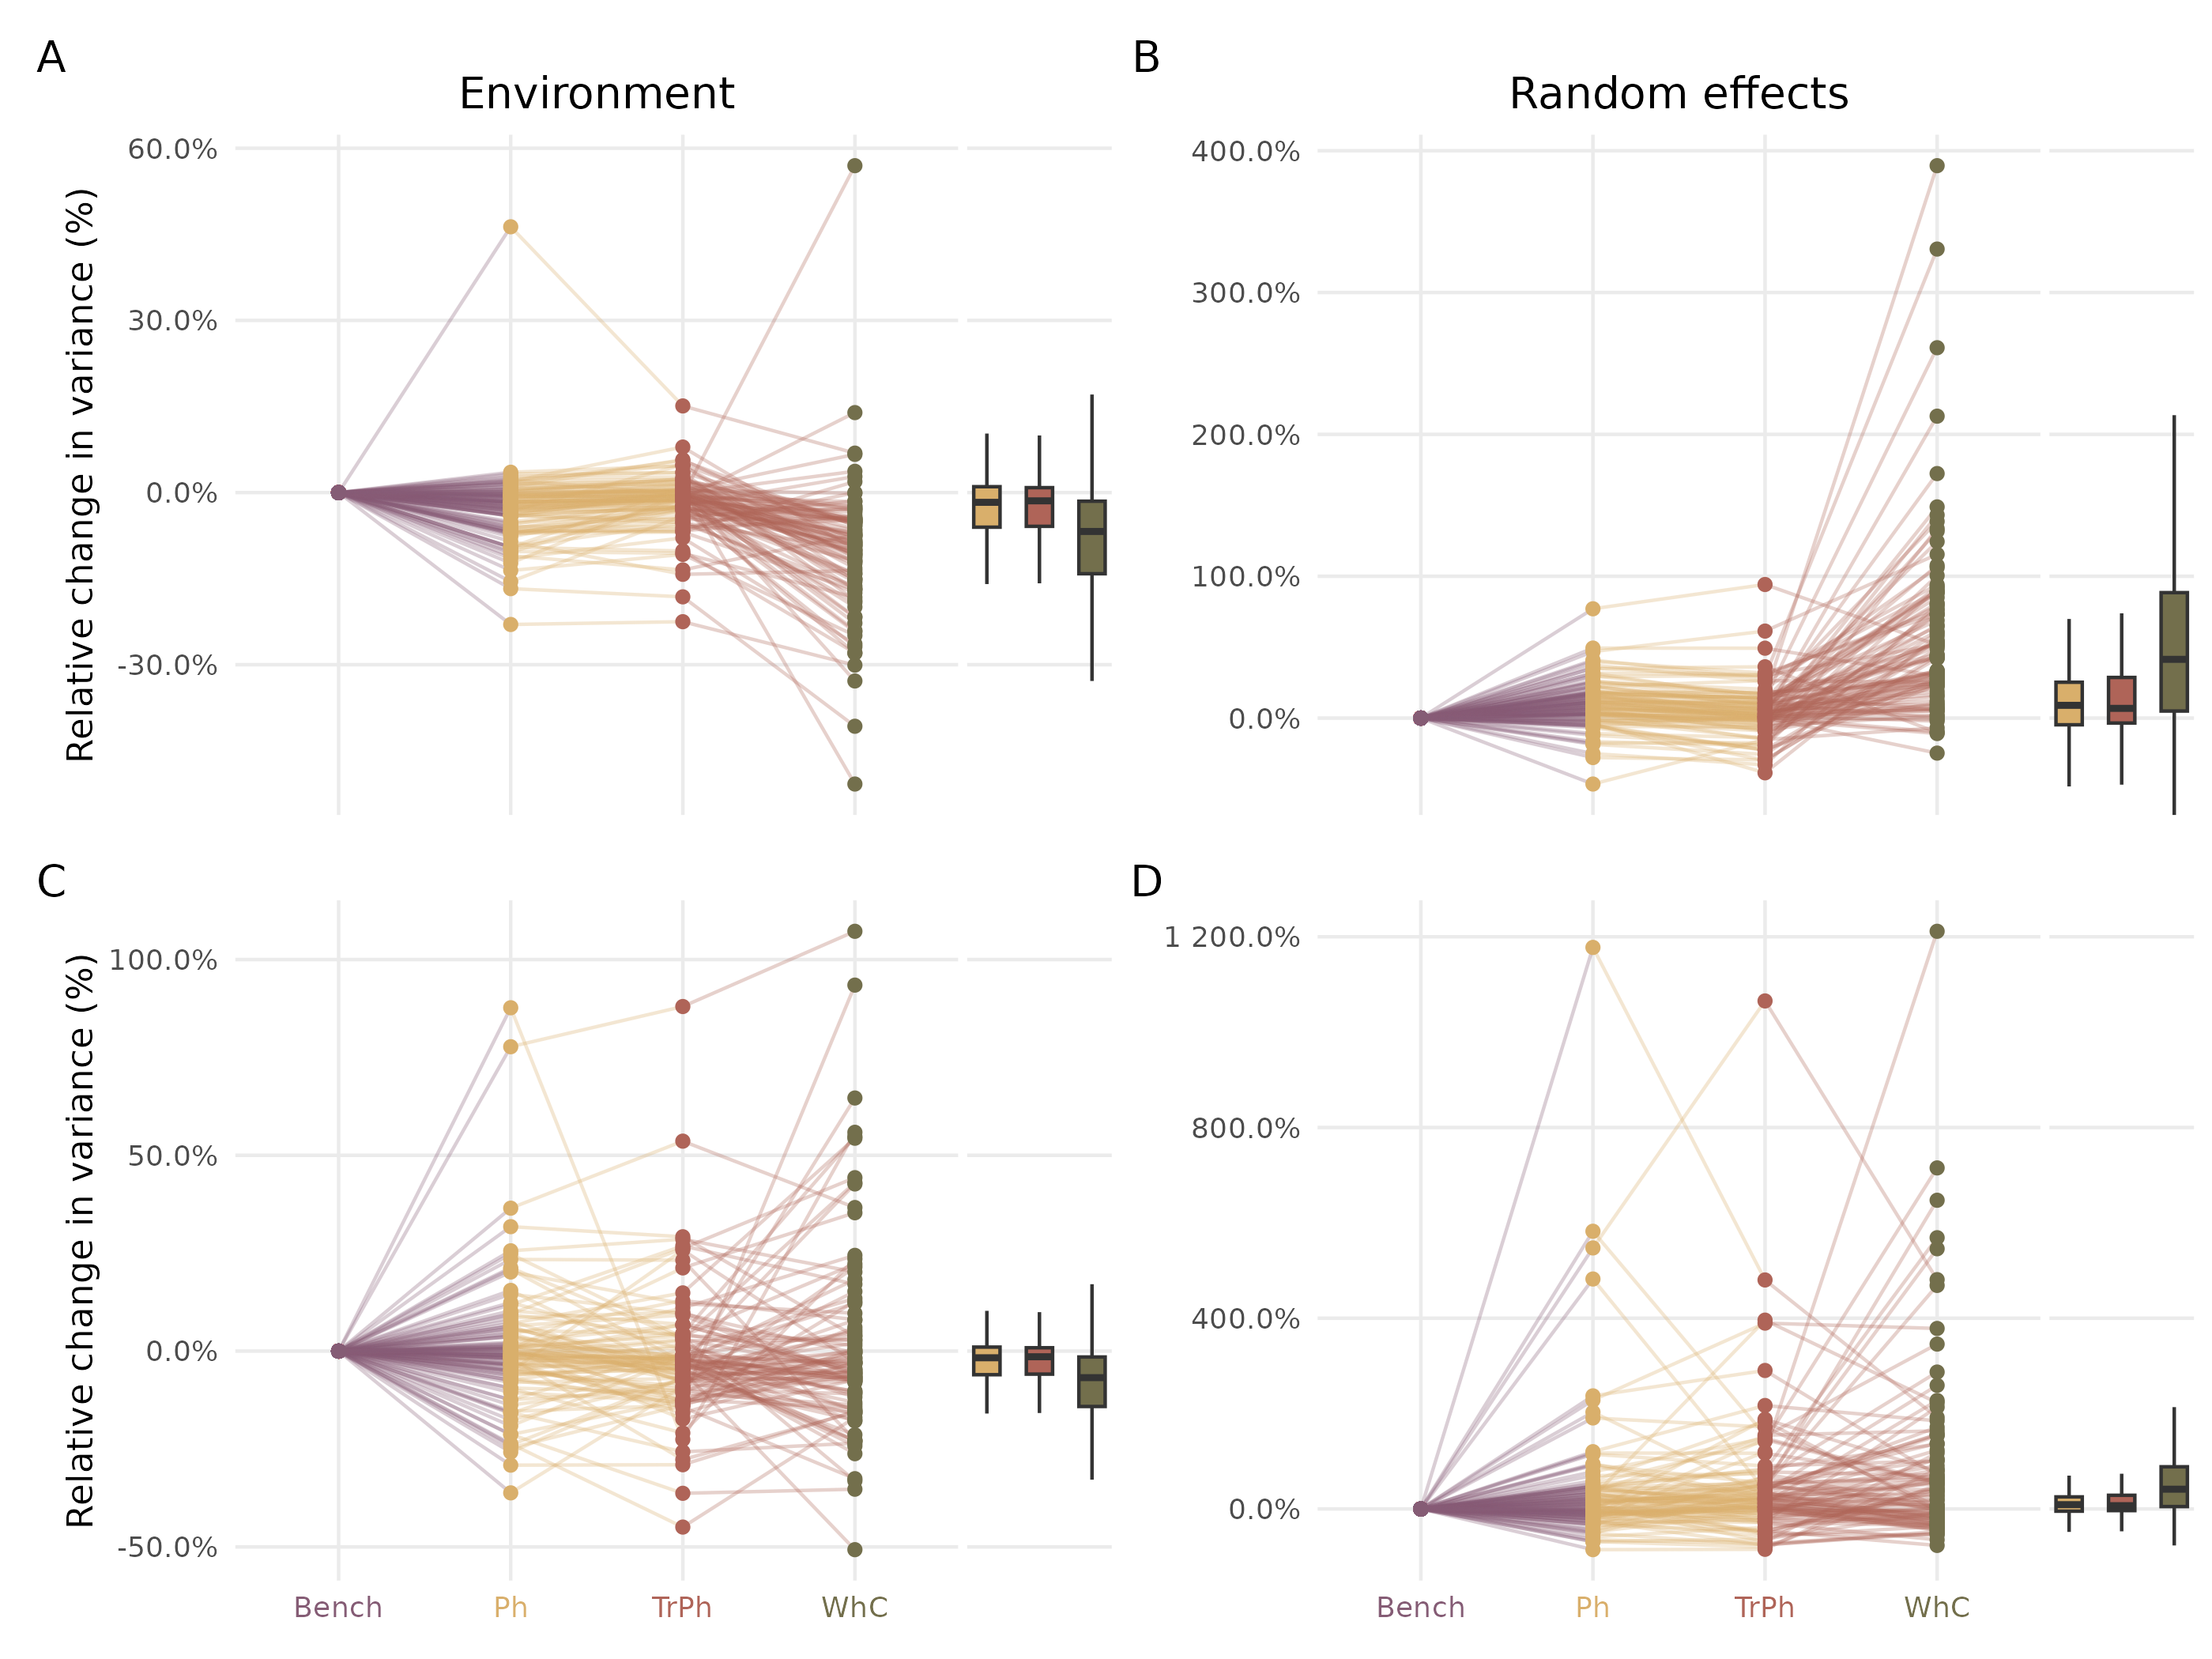 A
B
Environment
Random effects
Relative change in variance (%)
60.0%
30.0%
0.0%
-30.0%
400.0%
300.0%
200.0%
100.0%
0.0%
C
D
Relative change in variance (%)
100.0%
50.0%
0.0%
-50.0%
1 200.0%
800.0%
400.0%
0.0%
Bench Ph TrPh WhC
Bench Ph TrPh WhC